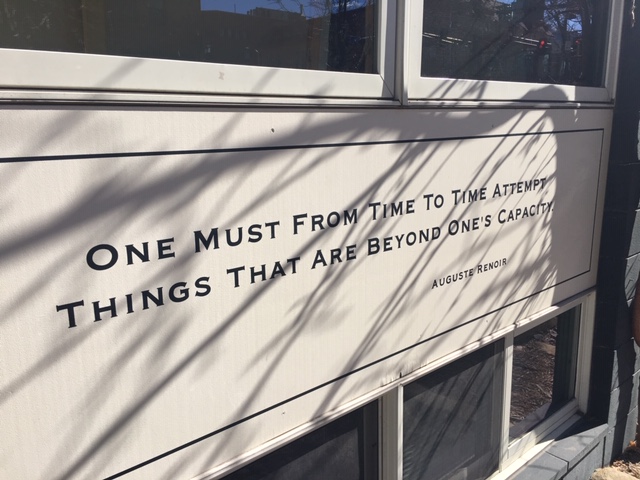 One Must From Time To Time Attempt
Things That Are Beyond One's Capacity.
Auguste Renoir